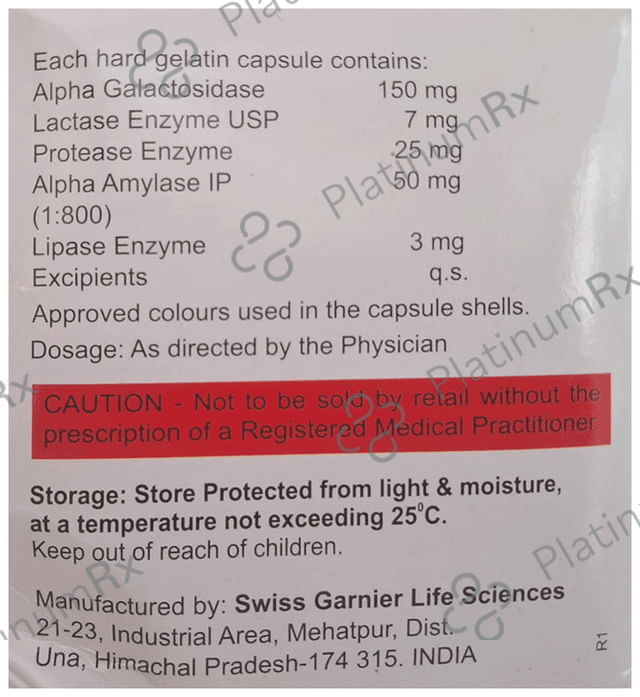 Each hard gelatin capsule contains:
Alpha Galactosidase 150 mg
Lactase Enzyme USP 7 mg
Protease Enzyme 25 mg
Alpha Amylase IP 50 mg
(1:800)
Lipase Enzyme 3 mg
Excipients q.s.
Approved colours used in the capsule shells.
Dosage: As directed by the Physician
CAUTION - Not to be sold by retail without the
prescription of a Registered Medical Practitioner.
Storage: Store Protected from light & moisture,
at a temperature not exceeding 25°C.
Keep out of reach of children.
Manufactured by: Swiss Garnier Life Sciences
21-23, Industrial Area, Mehatpur, Dist.
Una, Himachal Pradesh-174 315. INDIA
R1
PlatinumRx
PlatinumRx